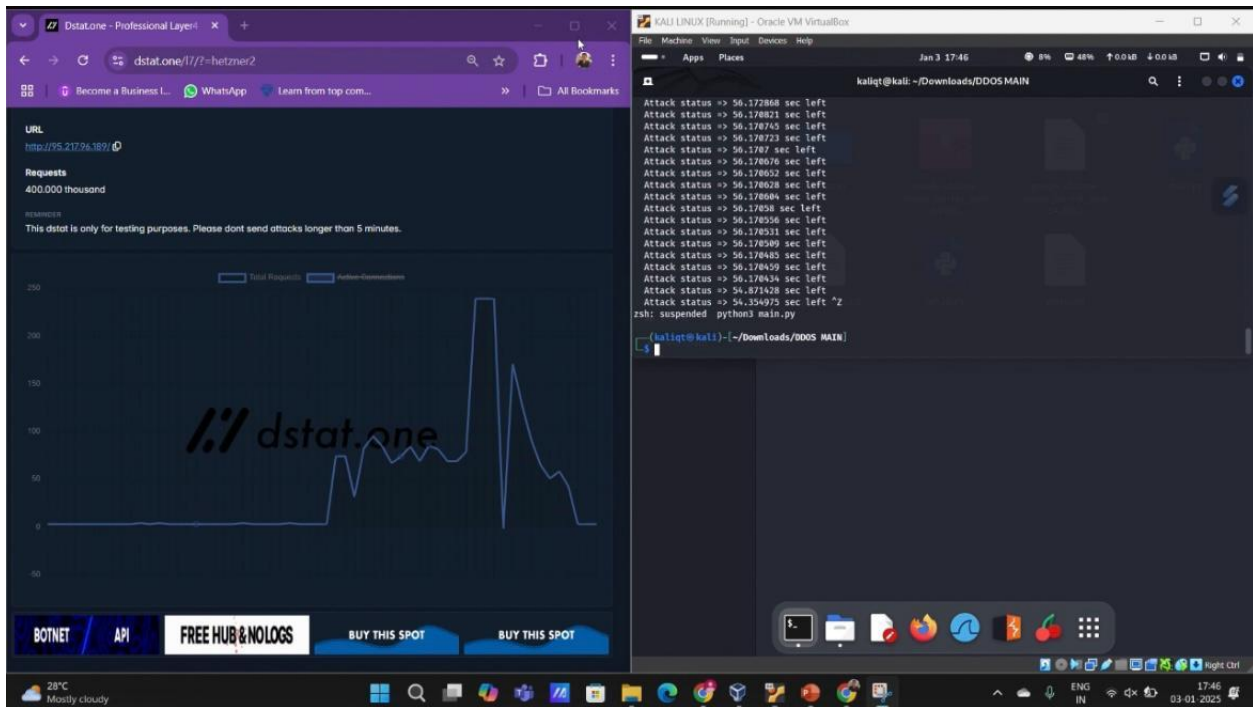 Dstat.one - Professional Layer4
dstat.one/l7/?=hetzner2
Become a Business L... WhatsApp Learn from top com... » All Bookmarks
URL
http://95.217.96.189/
Requests
400.000 thousand
REMINDER
This dstat is only for testing purposes. Please dont send attacks longer than 5 minutes.
Total Requests Active Connections
250
200
150
100
50
0
-50
dstat.one
BOTNET / API
FREE HUB & NOLOGS
BUY THIS SPOT
BUY THIS SPOT
KALI LINUX [Running] - Oracle VM VirtualBox
File Machine View Input Devices Help
Apps Places Jan 3 17:46 8% 48% ↑0.0 kB ↓0.0 kB
kaliqt@kali: ~/Downloads/DDOS MAIN
Attack status => 56.172868 sec left
Attack status => 56.170821 sec left
Attack status => 56.170745 sec left
Attack status => 56.170723 sec left
Attack status => 56.1707 sec left
Attack status => 56.170676 sec left
Attack status => 56.170652 sec left
Attack status => 56.170628 sec left
Attack status => 56.170604 sec left
Attack status => 56.17058 sec left
Attack status => 56.170556 sec left
Attack status => 56.170531 sec left
Attack status => 56.170509 sec left
Attack status => 56.170485 sec left
Attack status => 56.170459 sec left
Attack status => 56.170434 sec left
Attack status => 54.871428 sec left
Attack status => 54.354975 sec left ^Z
zsh: suspended python3 main.py
(kaliqt㉿kali)-[~/Downloads/DDOS MAIN]
$
Right Ctrl
28°C
Mostly cloudy
ENG
IN
17:46
03-01-2025